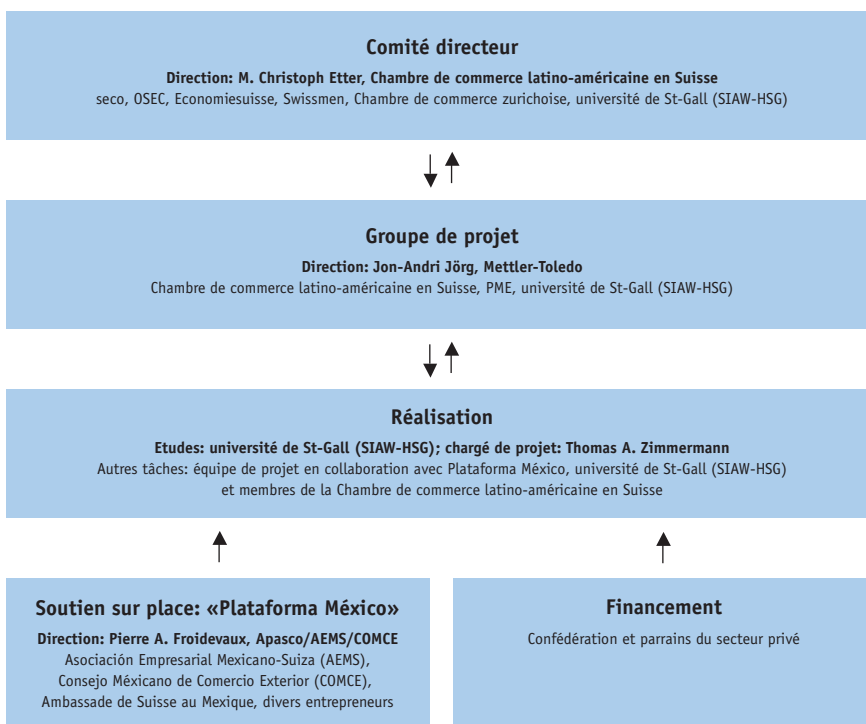 Comité directeur
Direction: M. Christoph Etter, Chambre de commerce latino-américaine en Suisse
seco, OSEC, Economiesuisse, Swissmen, Chambre de commerce zurichoise, université de St-Gall (SIAW-HSG)
Groupe de projet
Direction: Jon-Andri Jörg, Mettler-Toledo
Chambre de commerce latino-américaine en Suisse, PME, université de St-Gall (SIAW-HSG)
Réalisation
Etudes: université de St-Gall (SIAW-HSG); chargé de projet: Thomas A. Zimmermann
Autres tâches: équipe de projet en collaboration avec Plataforma México, université de St-Gall (SIAW-HSG)
et membres de la Chambre de commerce latino-américaine en Suisse
Soutien sur place: «Plataforma México»
Direction: Pierre A. Froidevaux, Apasco/AEMS/COMCE
Asociación Empresarial Mexicano-Suiza (AEMS),
Consejo Méxicano de Comercio Exterior (COMCE),
Ambassade de Suisse au Mexique, divers entrepreneurs
Financement
Confédération et parrains du secteur privé